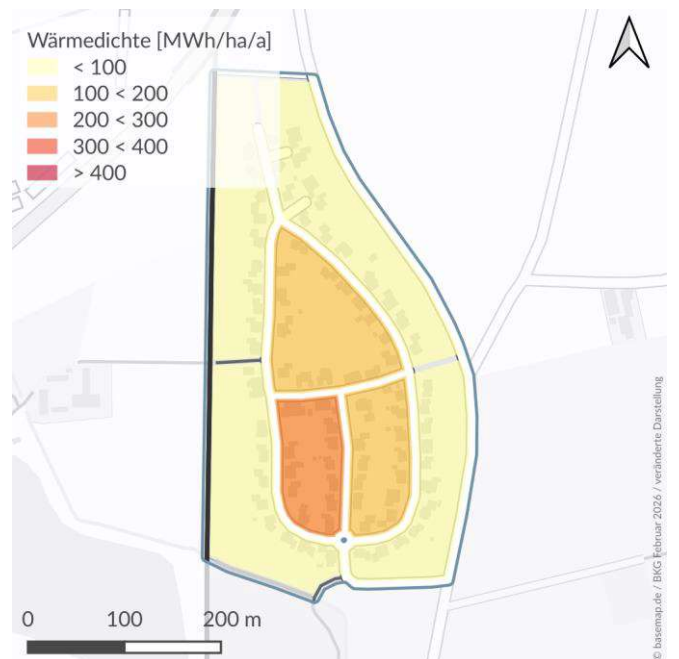 Wärmedichte [MWh/ha/a]
< 100
100 < 200
200 < 300
300 < 400
> 400
0 100 200 m
© basemap.de / BKG Februar 2026 / veränderte Darstellung